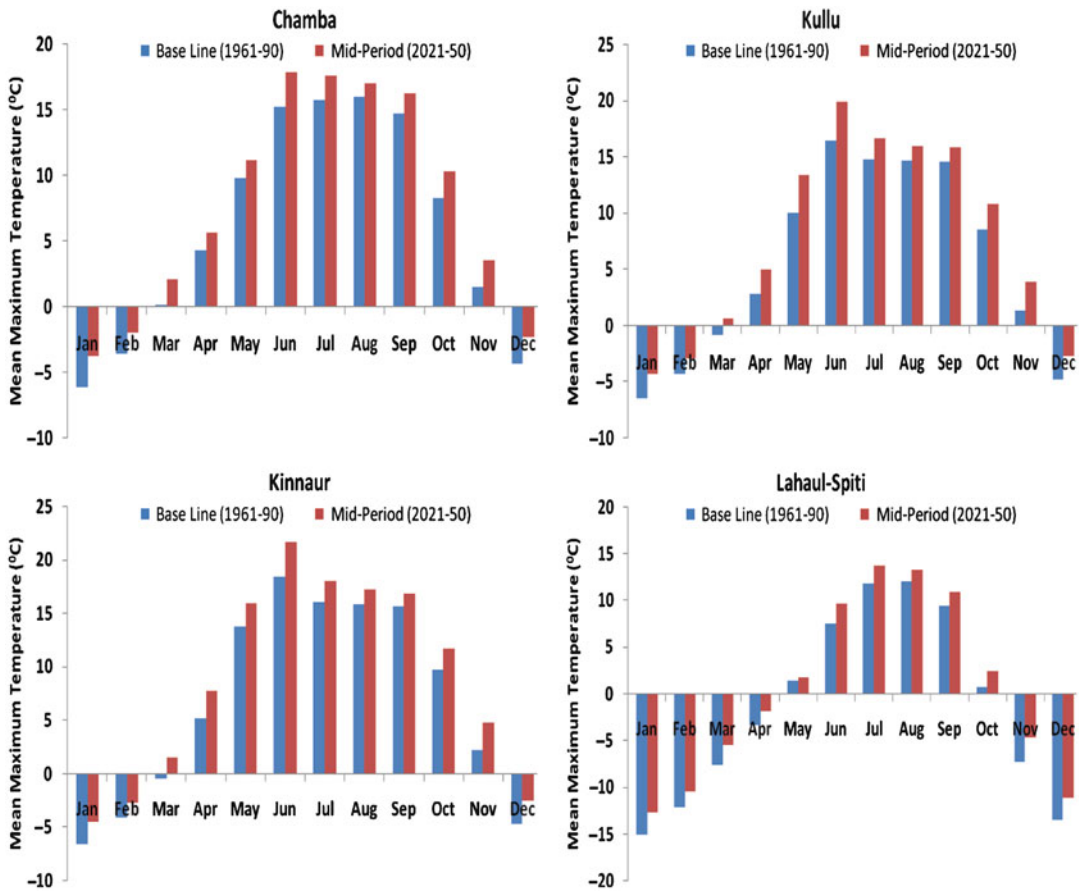 Chamba
Base Line (1961-90) Mid-Period (2021-50)
Mean Maximum Temperature (⁰C)
20
15
10
5
0
–5
–10
Jan Feb Mar Apr May Jun Jul Aug Sep Oct Nov Dec
Kullu
Base Line (1961-90) Mid-Period (2021-50)
Mean Maximum Temperature (⁰C)
25
20
15
10
5
0
–5
–10
Jan Feb Mar Apr May Jun Jul Aug Sep Oct Nov Dec
Kinnaur
Base Line (1961-90) Mid-Period (2021-50)
Mean Maximum Temperature (⁰C)
25
20
15
10
5
0
–5
–10
Jan Feb Mar Apr May Jun Jul Aug Sep Oct Nov Dec
Lahaul-Spiti
Base Line (1961-90) Mid-Period (2021-50)
Mean Maximum Temperature (⁰C)
20
15
10
5
0
–5
–10
–15
–20
Jan Feb Mar Apr May Jun Jul Aug Sep Oct Nov Dec